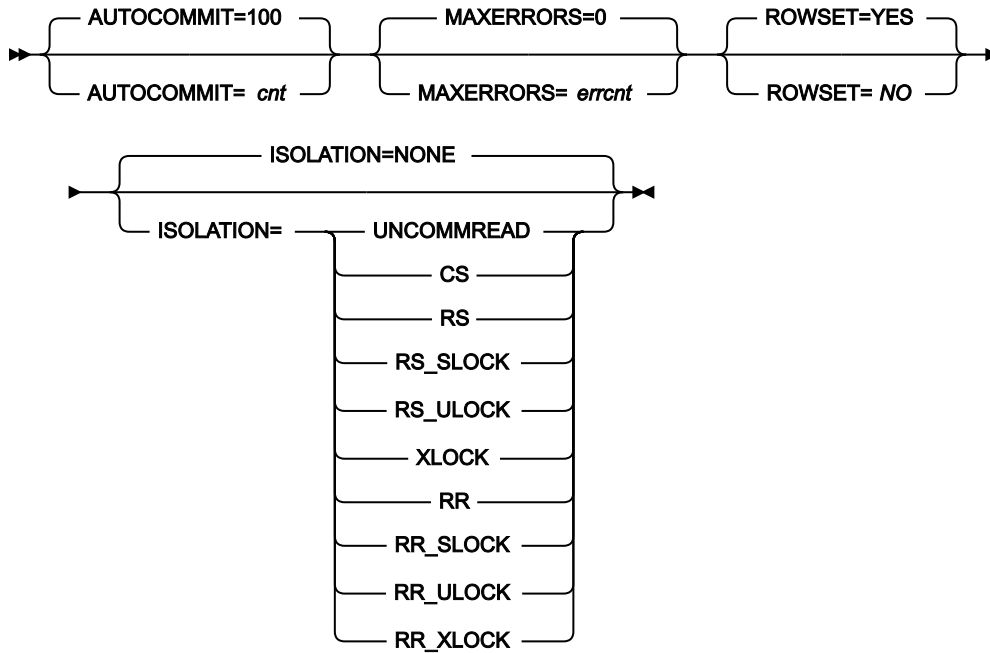 AUTOCOMMIT=100 MAXERRORS=0 ROWSET=YES
AUTOCOMMIT= cnt MAXERRORS= errcnt ROWSET= NO
ISOLATION=NONE
ISOLATION= UNCOMMREAD
CS
RS
RS_SLOCK
RS_ULOCK
XLOCK
RR
RR_SLOCK
RR_ULOCK
RR_XLOCK